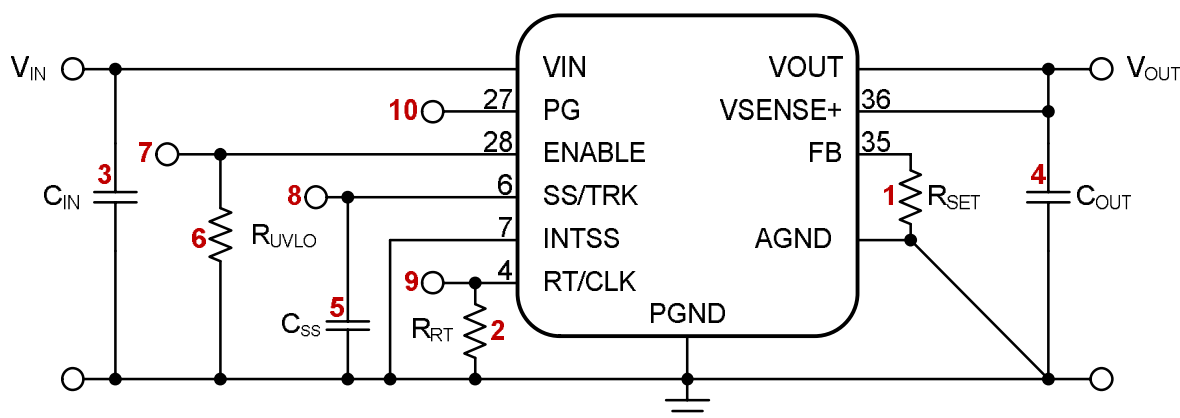 VIN VIN VOUT VOUT
10 27 PG VSENSE+ 36
7 28 ENABLE FB 35
3 CIN 8 6 SS/TRK 1 RSET 4 COUT
6 RUVLO 7 INTSS AGND
9 4 RT/CLK
5 CSS RRT 2 PGND